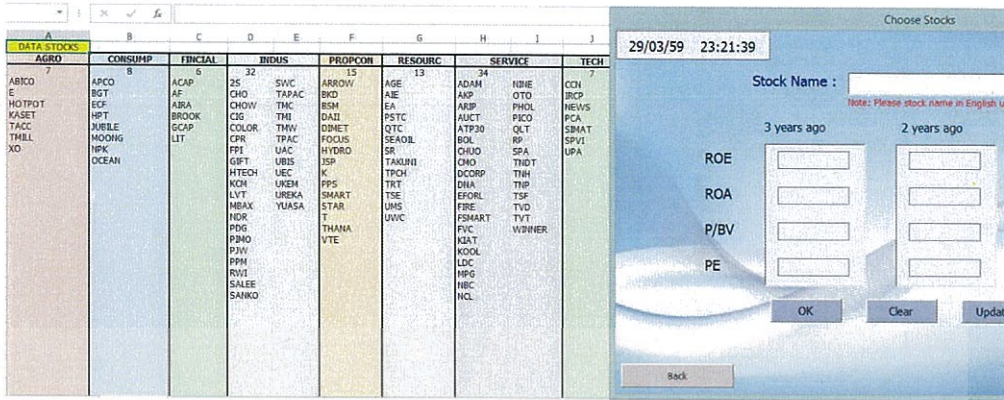 fx
A B C D E F G H I J
DATA STOCKS
AGRO CONSUMP FINCIAL INDUS PROPCON RESOURC SERVICE TECH
7 8 6 32 15 13 34 7
ABICO APCO ACAP 2S SWC ARROW AGE ADAM NINE CCN
E BGT AF CHO TAPAC BKD AIE AKP OTO IRCP
HOTPOT ECF AIRA CHOW TMC BSM EA ARIP PHOL NEWS
KASET HPT BROOK CIG TMI DAII PSTC AUCT PICO PCA
TACC JUBILE GCAP COLOR TMW DIMET QTC ATP30 QLT SIMAT
TMILL MOONG LIT CPR TPAC FOCUS SEAOIL BOL RP SPVI
XO NPK FPI UAC HYDRO SR CHUO SPA UPA
OCEAN GIFT UBIS JSP TAKUNI CMO TNDT
HTECH UEC K TPCH DCORP TNH
KCM UKEM PPS TRT DNA TNP
LVT UREKA SMART TSE EFORL TSF
MBAX YUASA STAR UMS FIRE TVD
NDR T UWC FSMART TVT
PDG THANA FVC WINNER
PIMO VTE KIAT
PJW KOOL
PPM LDC
RWI MPG
SALEE NBC
SANKO NCL
Choose Stocks
29/03/59 23:21:39
Stock Name :
Note: Please stock name in English u
3 years ago 2 years ago
ROE
ROA
P/BV
PE
OK Clear Updat
Back